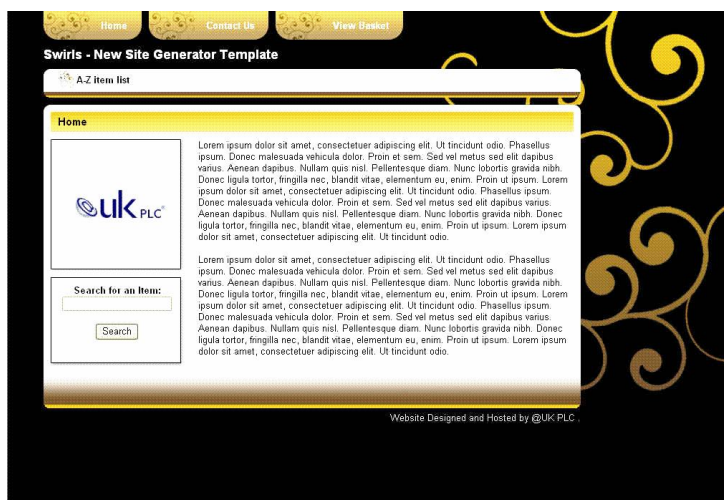 Home Contact Us View Basket
Swirls - New Site Generator Template
A-Z item list
Home
uk PLC
Lorem ipsum dolor sit amet, consectetuer adipiscing elit. Ut tincidunt odio. Phasellus
ipsum. Donec malesuada vehicula dolor. Proin et sem. Sed vel metus sed elit dapibus
varius. Aenean dapibus. Nullam quis nisl. Pellentesque diam. Nunc lobortis gravida nibh.
Donec ligula tortor, fringilla nec, blandit vitae, elementum eu, enim. Proin ut ipsum. Lorem
ipsum dolor sit amet, consectetuer adipiscing elit. Ut tincidunt odio. Phasellus ipsum.
Donec malesuada vehicula dolor. Proin et sem. Sed vel metus sed elit dapibus varius.
Aenean dapibus. Nullam quis nisl. Pellentesque diam. Nunc lobortis gravida nibh. Donec
ligula tortor, fringilla nec, blandit vitae, elementum eu, enim. Proin ut ipsum. Lorem ipsum
dolor sit amet, consectetuer adipiscing elit. Ut tincidunt odio.
Search for an Item:
Search
Lorem ipsum dolor sit amet, consectetuer adipiscing elit. Ut tincidunt odio. Phasellus
ipsum. Donec malesuada vehicula dolor. Proin et sem. Sed vel metus sed elit dapibus
varius. Aenean dapibus. Nullam quis nisl. Pellentesque diam. Nunc lobortis gravida nibh.
Donec ligula tortor, fringilla nec, blandit vitae, elementum eu, enim. Proin ut ipsum. Lorem
ipsum dolor sit amet, consectetuer adipiscing elit. Ut tincidunt odio. Phasellus ipsum.
Donec malesuada vehicula dolor. Proin et sem. Sed vel metus sed elit dapibus varius.
Aenean dapibus. Nullam quis nisl. Pellentesque diam. Nunc lobortis gravida nibh. Donec
ligula tortor, fringilla nec, blandit vitae, elementum eu, enim. Proin ut ipsum. Lorem ipsum
dolor sit amet, consectetuer adipiscing elit. Ut tincidunt odio.
Website Designed and Hosted by @UK PLC .